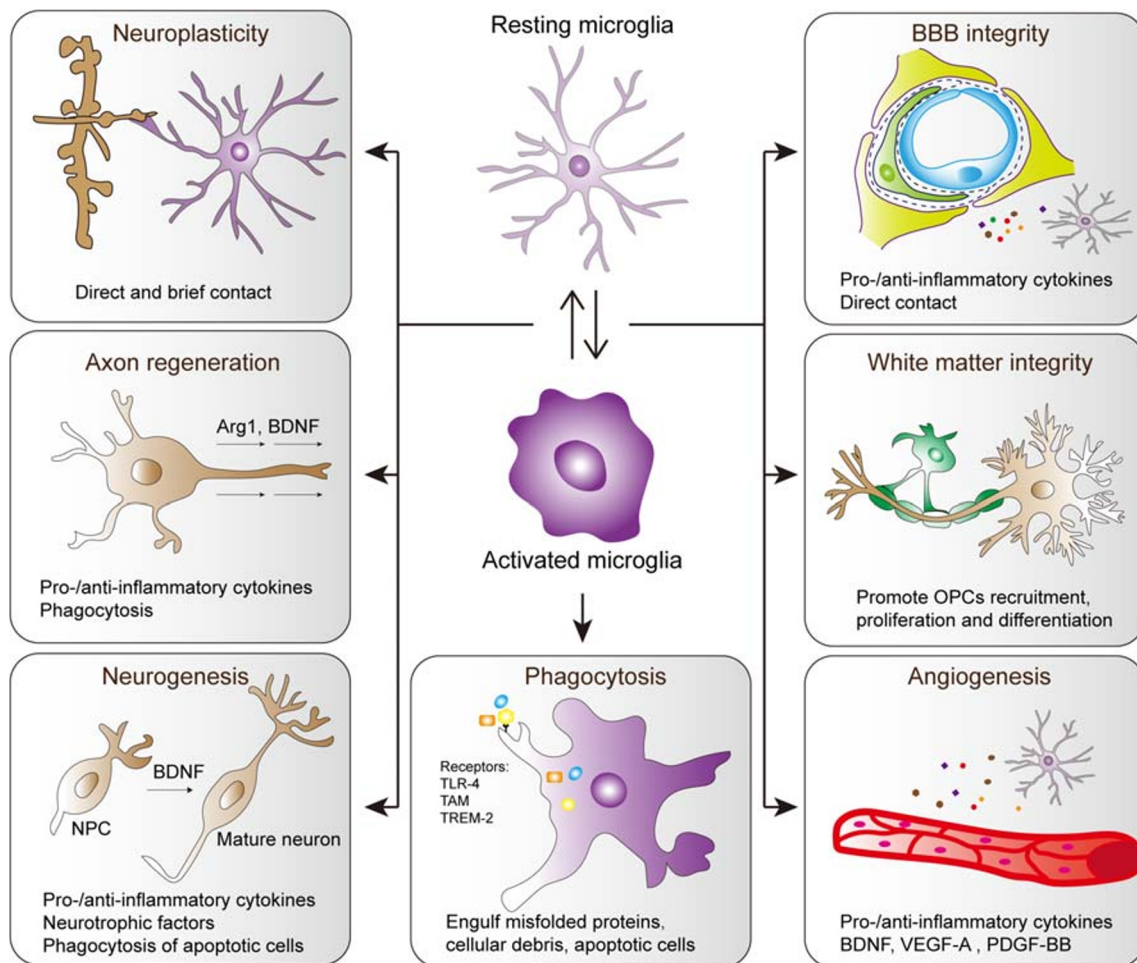 Neuroplasticity
Direct and brief contact
Resting microglia
BBB integrity
Pro-/anti-inflammatory cytokines
Direct contact
Axon regeneration
Arg1, BDNF
Pro-/anti-inflammatory cytokines
Phagocytosis
Activated microglia
White matter integrity
Promote OPCs recruitment,
proliferation and differentiation
Neurogenesis
BDNF
NPC
Mature neuron
Pro-/anti-inflammatory cytokines
Neurotrophic factors
Phagocytosis of apoptotic cells
Phagocytosis
Receptors:
TLR-4
TAM
TREM-2
Engulf misfolded proteins,
cellular debris, apoptotic cells
Angiogenesis
Pro-/anti-inflammatory cytokines
BDNF, VEGF-A , PDGF-BB